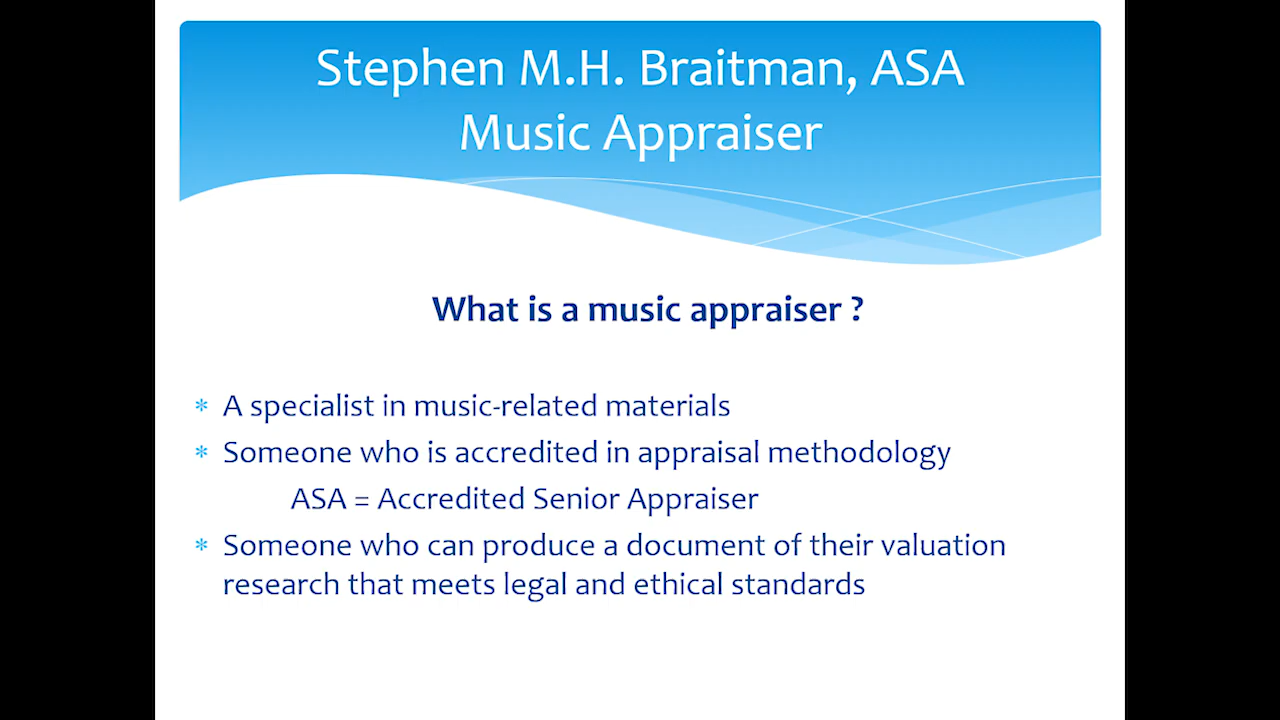 Stephen M.H. Braitman, ASA
Music Appraiser
What is a music appraiser ?
* A specialist in music-related materials
* Someone who is accredited in appraisal methodology
ASA = Accredited Senior Appraiser
* Someone who can produce a document of their valuation
research that meets legal and ethical standards